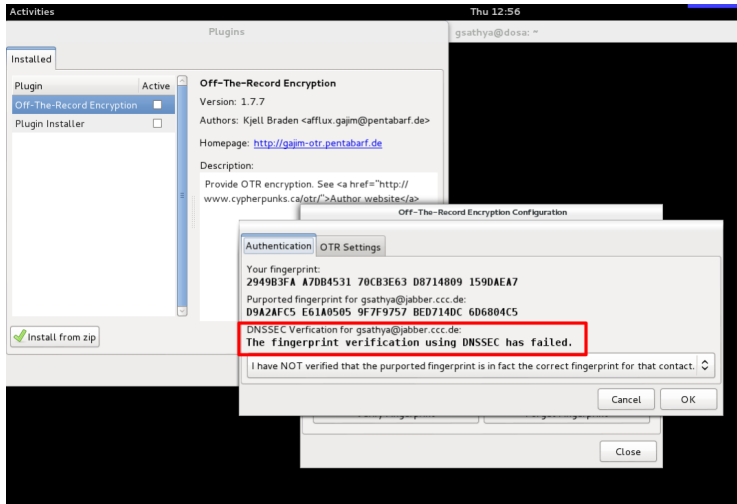 Activities
Thu 12:56
Plugins
gsathya@dosa: ~
Installed
Plugin
Active
Off-The-Record Encryption
Plugin Installer
Off-The-Record Encryption
Version: 1.7.7
Authors: Kjell Braden <afflux.gajim@pentabarf.de>
Homepage: http://gajim-otr.pentabarf.de
Description:
Provide OTR encryption. See <a href="http://
www.cypherpunks.ca/otr/">Author website</a>
Install from zip
Off-The-Record Encryption Configuration
Authentication
OTR Settings
Your fingerprint:
2949B3FA A7DB4531 70CB3E63 D8714809 159DAEA7
Purported fingerprint for gsathya@jabber.ccc.de:
D9A2AFC5 E61A0505 9F7F9757 BED714DC 6D6804C5
DNSSEC Verfication for gsathya@jabber.ccc.de:
The fingerprint verification using DNSSEC has failed.
I have NOT verified that the purported fingerprint is in fact the correct fingerprint for that contact.
Cancel
OK
Close